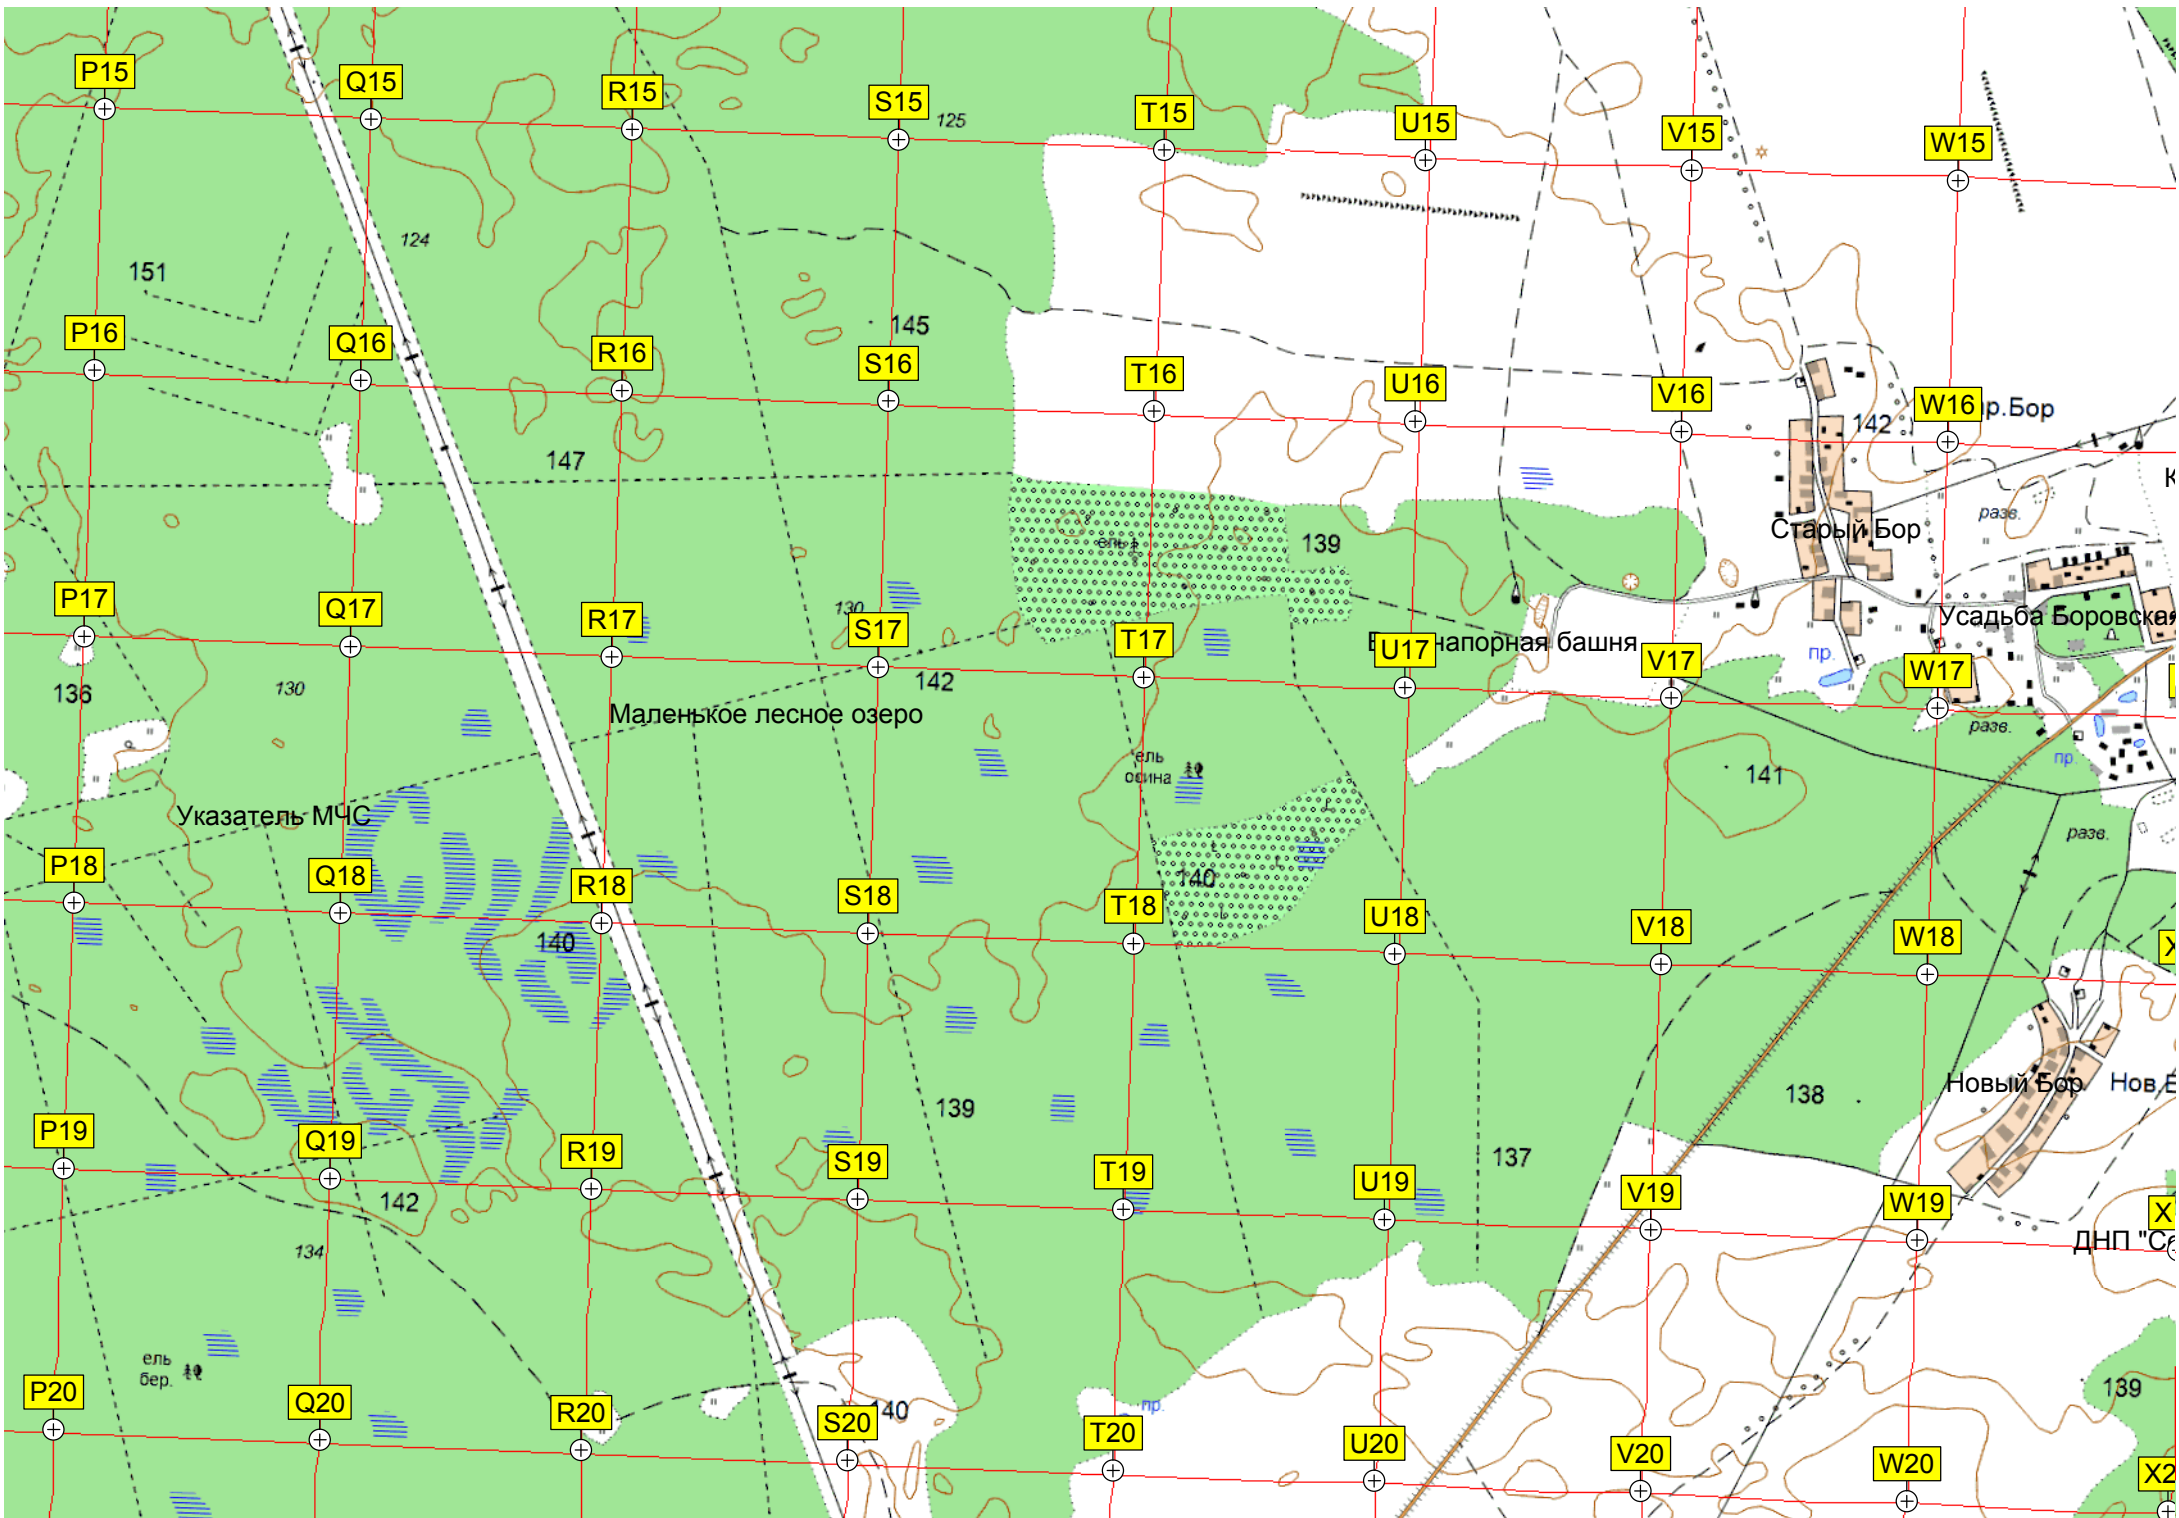 P15
Q15
R15
S15
125
T15
U15
V15
W15
124
151
P16
Q16
R16
145
S16
T16
U16
V16
142
W16
р.Бор
147
К
139
ель
разв.
Старый Бор
P17
Q17
R17
130
S17
T17
U17
напорная башня
V17
пр.
W17
Усадьба Боровская
136
130
142
Маленькое лесное озеро
разв.
пр.
ель
осина
141
Указатель МЧС
разв.
P18
Q18
R18
S18
140
T18
U18
V18
W18
X
140
138
Новый Бор
Нов.Б
139
137
P19
Q19
R19
S19
T19
U19
V19
W19
X
142
134
ДНП "Со
ель
бер.
P20
Q20
R20
S20
140
пр.
T20
U20
V20
W20
139
X2